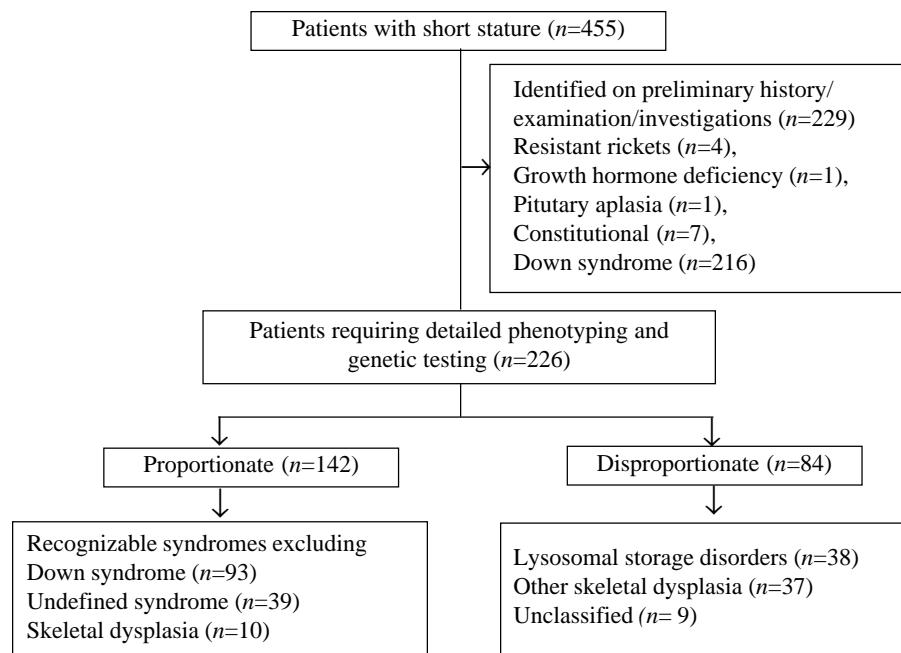 Patients with short stature (n=455)
Identified on preliminary history/
examination/investigations (n=229)
Resistant rickets (n=4),
Growth hormone deficiency (n=1),
Pitutary aplasia (n=1),
Constitutional (n=7),
Down syndrome (n=216)
Patients requiring detailed phenotyping and
genetic testing (n=226)
Proportionate (n=142)
Disproportionate (n=84)
Recognizable syndromes excluding
Down syndrome (n=93)
Undefined syndrome (n=39)
Skeletal dysplasia (n=10)
Lysosomal storage disorders (n=38)
Other skeletal dysplasia (n=37)
Unclassified (n= 9)